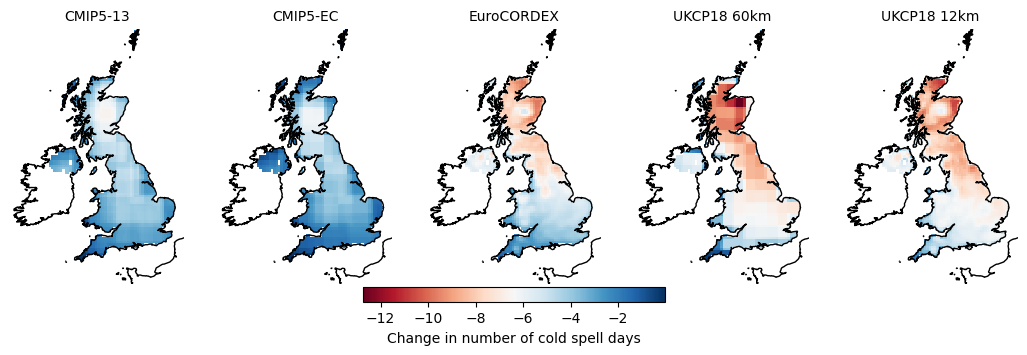 CMIP5-13 CMIP5-EC EuroCORDEX UKCP18 60km UKCP18 12km
−12 −10 −8 −6 −4 −2
Change in number of cold spell days